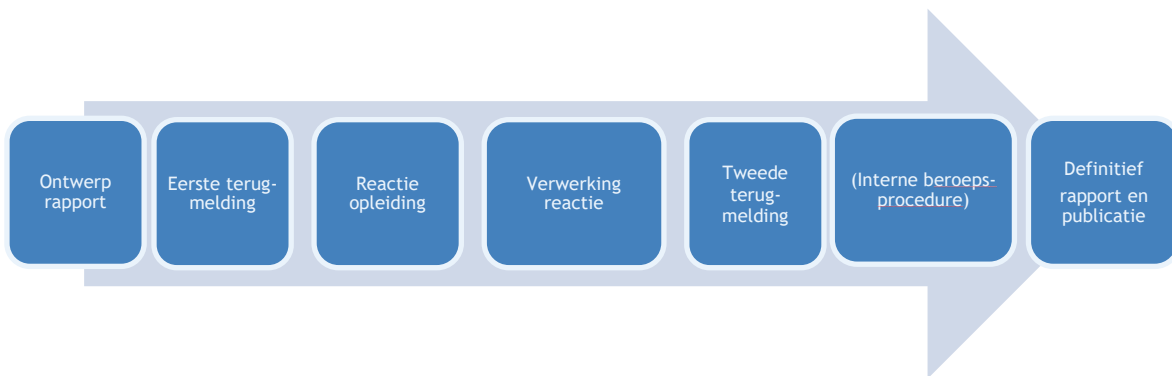 Ontwerp
rapport
Eerste terug-
melding
Reactie
opleiding
Verwerking
reactie
Tweede
terug-
melding
(Interne beroeps-
procedure)
Definitief
rapport en
publicatie